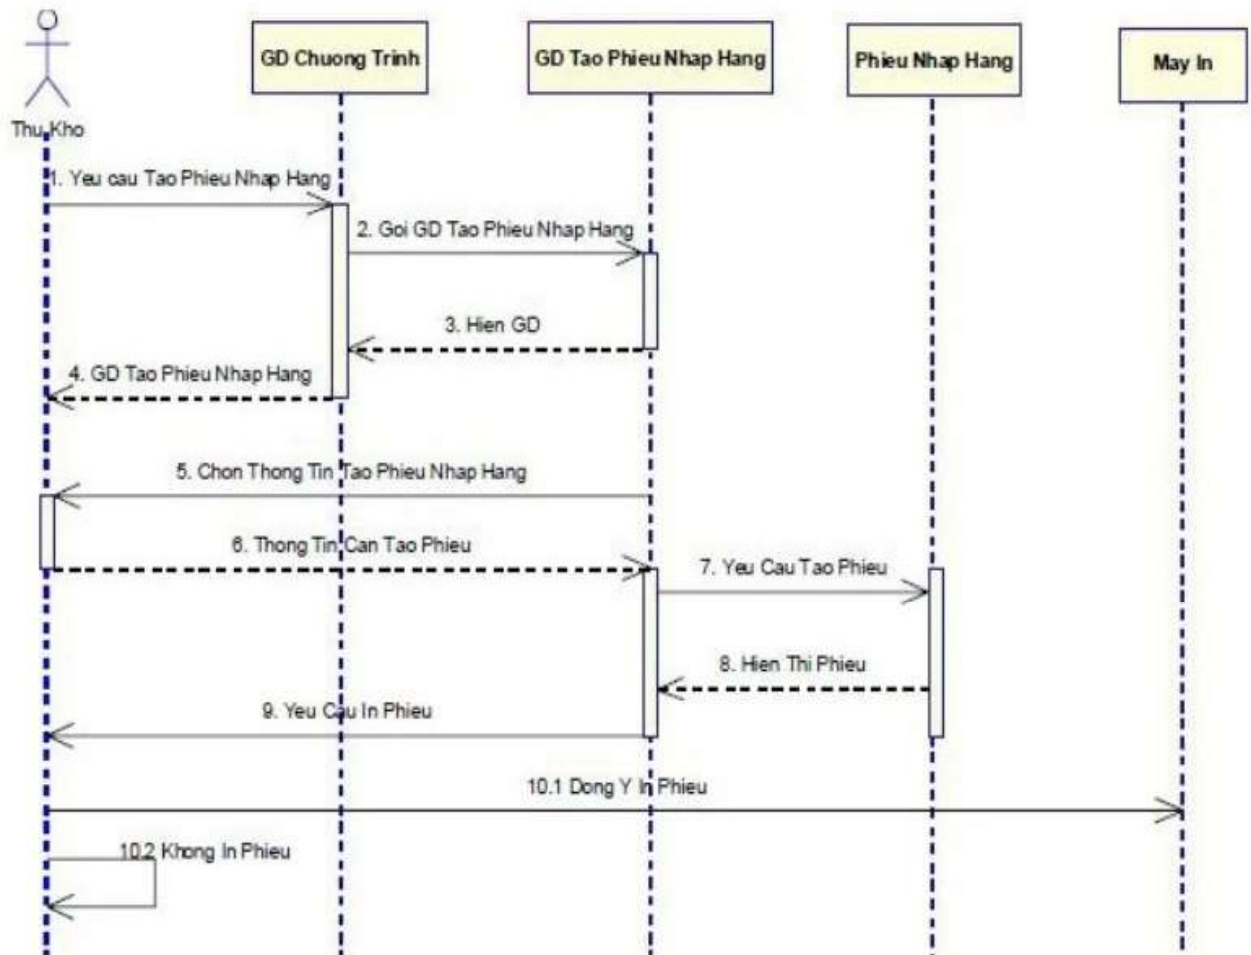 GD Chuong Trinh
GD Tao Phieu Nhap Hang
Phieu Nhap Hang
May In
Thu Kho
1. Yeu cau Tao Phieu Nhap Hang
2. Goi GD Tao Phieu Nhap Hang
3. Hien GD
4. GD Tao Phieu Nhap Hang
5. Chon Thong Tin Tao Phieu Nhap Hang
6. Thong Tin Can Tao Phieu
7. Yeu Cau Tao Phieu
8. Hien Thi Phieu
9. Yeu Cau In Phieu
10.1 Dong Y In Phieu
10.2 Khong In Phieu